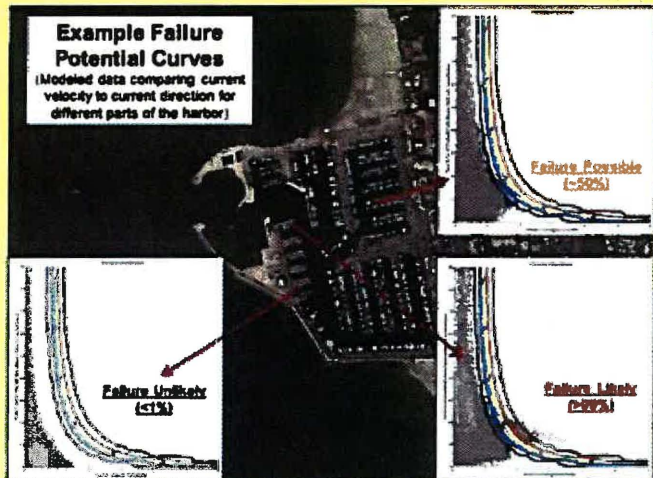 Example Failure
Potential Curves
(Modeled data comparing current
velocity to current direction for
different parts of the harbor)
Failure Possible
(~50%)
Failure Unlikely
(<1%)
Failure Likely
(>99%)